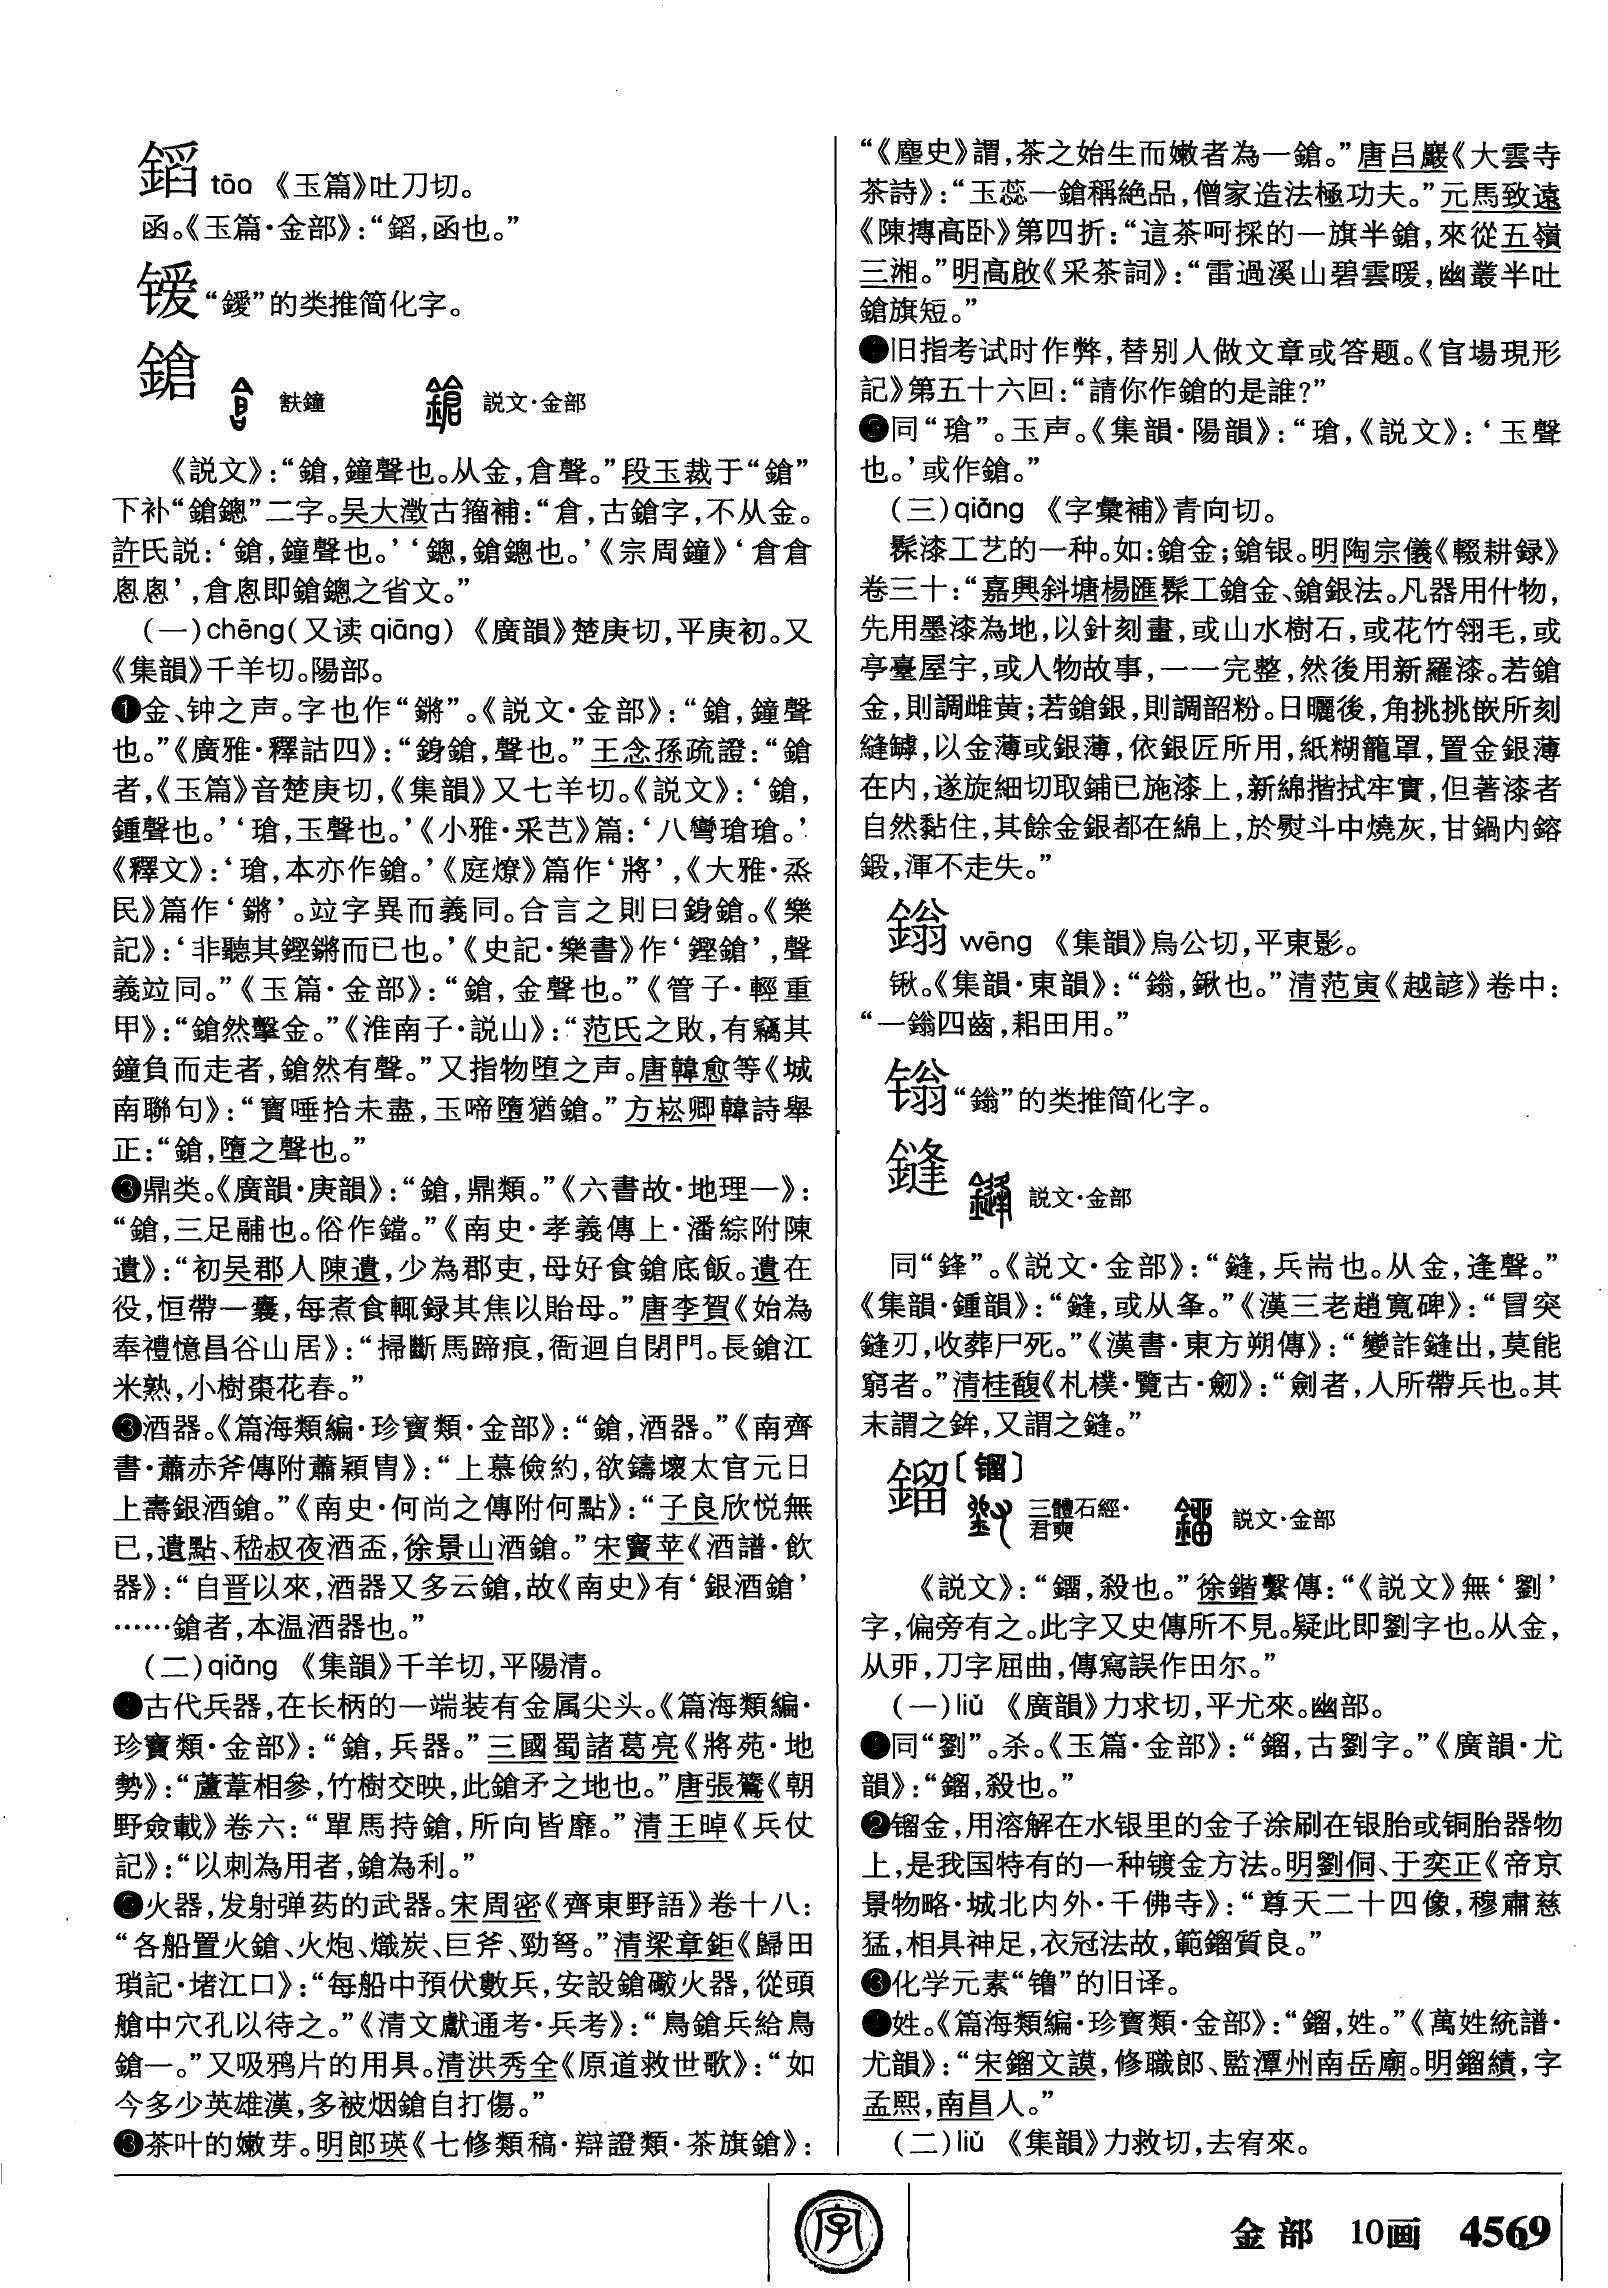 鎐 tāo 《玉篇》吐刀切。
函。《玉篇·金部》：“鎐，函也。”
锾 “鑀”的类推简化字。
鎗
㝬鐘 説文·金部
《説文》：“鎗，鐘聲也。从金，倉聲。”段玉裁于“鎗”
下补“鎗鏓”二字。吴大澂古籀補：“倉，古鎗字，不从金。
許氏説：‘鎗，鐘聲也。’‘鏓，鎗鏓也。’《宗周鐘》‘倉倉
悤悤’，倉悤即鎗鏓之省文。”
（一）chēng（又读 qiāng） 《廣韻》楚庚切，平庚初。又
《集韻》千羊切。陽部。
❶金、钟之声。字也作“鏘”。《説文·金部》：“鎗，鐘聲
也。”《廣雅·釋詁四》：“鎗，聲也。”王念孫疏證：“鎗
者，《玉篇》音楚庚切，《集韻》又七羊切。《説文》：‘鎗，
鍾聲也。’‘瑲，玉聲也。’《小雅·采芑》篇：‘八鸞瑲瑲。’
《釋文》：‘瑲，本亦作鎗。’《庭燎》篇作‘將’，《大雅·烝
民》篇作‘鏘’。竝字異而義同。合言之則曰鎗。《樂
記》：‘非聽其鏗鏘而已也。’《史記·樂書》作‘鏗鎗’，聲
義竝同。”《玉篇·金部》：“鎗，金聲也。”《管子·輕重
甲》：“鎗然擊金。”《淮南子·説山》：“范氏之敗，有竊其
鐘負而走者，鎗然有聲。”又指物堕之声。唐韓愈等《城
南聯句》：“寶唾拾未盡，玉啼墮猶鎗。”方崧卿韓詩舉
正：“鎗，墮之聲也。”
❸鼎类。《廣韻·庚韻》：“鎗，鼎類。”《六書故·地理一》：
“鎗，三足鬴也。俗作鐺。”《南史·孝義傳上·潘綜附陳
遺》：“初吴郡人陳遺，少為郡吏，母好食鎗底飯。遺在
役，恒帶一囊，每煮食輒録其焦以貽母。”唐李賀《始為
奉禮憶昌谷山居》：“掃斷馬蹄痕，衙迴自閉門。長鎗江
米熟，小樹棗花春。”
❸酒器。《篇海類編·珍寶類·金部》：“鎗，酒器。”《南齊
書·蕭赤斧傳附蕭穎胄》：“上慕儉約，欲鑄壞太官元日
上壽銀酒鎗。”《南史·何尚之傳附何點》：“子良欣悦無
已，遺點、嵇叔夜酒盃，徐景山酒鎗。”宋竇苹《酒譜·飲
器》：“自晋以來，酒器又多云鎗，故《南史》有‘銀酒鎗’
……鎗者，本温酒器也。”
（二）qiāng 《集韻》千羊切，平陽清。
古代兵器，在长柄的一端装有金属尖头。《篇海類編·
珍寶類·金部》：“鎗，兵器。”三國蜀諸葛亮《將苑·地
勢》：“蘆葦相參，竹樹交映，此鎗矛之地也。”唐張鷟《朝
野僉載》卷六：“單馬持鎗，所向皆靡。”清王晫《兵仗
記》：“以刺為用者，鎗為利。”
火器，发射弹药的武器。宋周密《齊東野語》卷十八：
“各船置火鎗、火炮、熾炭、巨斧、勁弩。”清梁章鉅《歸田
瑣記·堵江口》：“每船中預伏數兵，安設鎗礮火器，從頭
艙中穴孔以待之。”《清文獻通考·兵考》：“鳥鎗兵給鳥
鎗一。”又吸鸦片的用具。清洪秀全《原道救世歌》：“如
今多少英雄漢，多被烟鎗自打傷。”
❸茶叶的嫩芽。明郎瑛《七修類稿·辯證類·茶旗鎗》：
“《塵史》謂，茶之始生而嫩者為一鎗。”唐吕巖《大雲寺
茶詩》：“玉蕊一鎗稱絶品，僧家造法極功夫。”元馬致遠
《陳摶高卧》第四折：“這茶呵採的一旗半鎗，來從五嶺
三湘。”明高啟《采茶詞》：“雷過溪山碧雲暖，幽叢半吐
鎗旗短。”
旧指考试时作弊，替别人做文章或答题。《官場現形
記》第五十六回：“請你作鎗的是誰？”
同“瑲”。玉声。《集韻·陽韻》：“瑲，《説文》：‘玉聲
也。’或作鎗。”
（三）qiāng 《字彙補》青向切。
髹漆工艺的一种。如：鎗金；鎗银。明陶宗儀《輟耕録》
卷三十：“嘉興斜塘楊匯髹工鎗金、鎗銀法。凡器用什物，
先用墨漆為地，以針刻畫，或山水樹石，或花竹翎毛，或
亭臺屋宇，或人物故事，一一完整，然後用新羅漆。若鎗
金，則調雌黄；若鎗銀，則調韶粉。日曬後，角挑挑嵌所刻
縫罅，以金薄或銀薄，依銀匠所用，紙糊籠罩，置金銀薄
在内，遂旋細切取鋪已施漆上，新綿揩拭牢實，但著漆者
自然黏住，其餘金銀都在綿上，於熨斗中燒灰，甘鍋内鎔
鍛，渾不走失。”
鎓 wēng 《集韻》烏公切，平東影。
锹。《集韻·東韻》：“鎓，鍬也。”清范寅《越諺》卷中：
“一鎓四齒，耜田用。”
“鎓”的类推简化字。
鏠
説文·金部
同“鋒”。《説文·金部》：“鏠，兵耑也。从金，逢聲。”
《集韻·鍾韻》：“鏠，或从夆。”《漢三老趙寬碑》：“冒突
鏠刃，收葬尸死。”《漢書·東方朔傳》：“變詐鏠出，莫能
窮者。”清桂馥《札樸·覽古·劒》：“劍者，人所帶兵也。其
末謂之鉾，又謂之鏠。”
鎦〔镏〕
三體石經·君奭 説文·金部
《説文》：“鐂，殺也。”徐鍇繫傳：“《説文》無‘劉’
字，偏旁有之。此字又史傳所不見。疑此即劉字也。从金，
从丣，刀字屈曲，傳寫誤作田尔。”
（一）liú 《廣韻》力求切，平尤來。幽部。
同“劉”。杀。《玉篇·金部》：“鎦，古劉字。”《廣韻·尤
韻》：“鎦，殺也。”
❷镏金，用溶解在水银里的金子涂刷在银胎或铜胎器物
上，是我国特有的一种镀金方法。明劉侗、于奕正《帝京
景物略·城北内外·千佛寺》：“尊天二十四像，穆肅慈
猛，相具神足，衣冠法故，範鎦質良。”
❸化学元素“镥”的旧译。
姓。《篇海類編·珍寶類·金部》：“鎦，姓。”《萬姓統譜·
尤韻》：“宋鎦文謨，修職郎、監潭州南岳廟。明鎦績，字
孟熙，南昌人。”
（二）liù 《集韻》力救切，去宥來。
字
金部 10画 4569